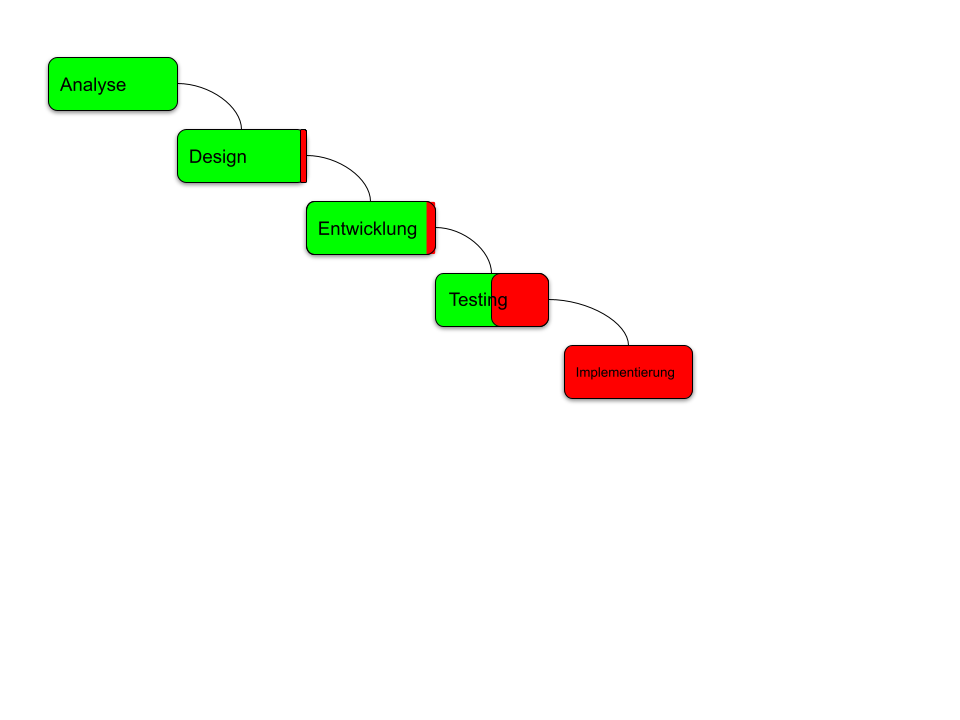 Analyse
Design
Entwicklung
Testing
Implementierung